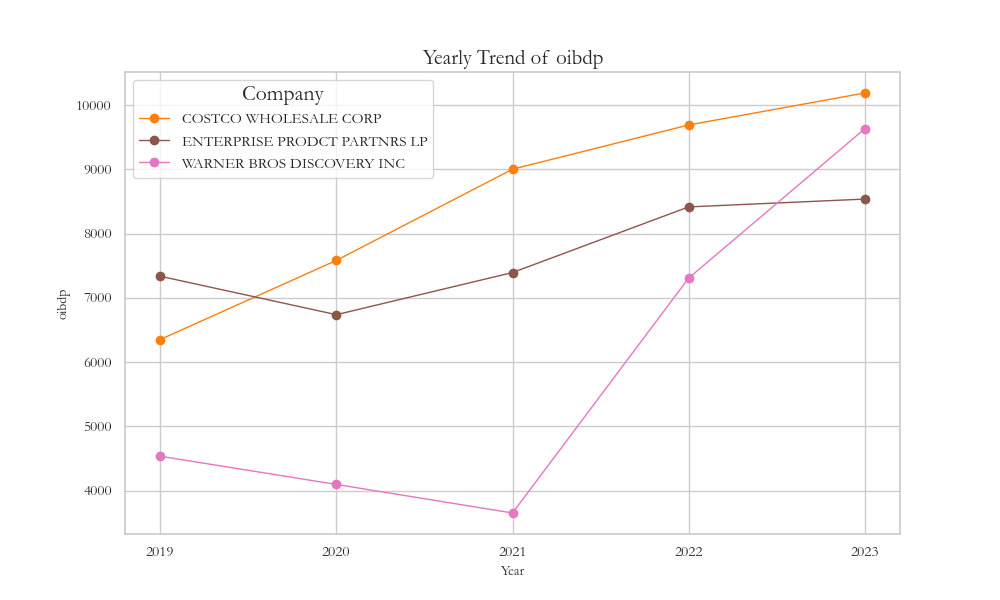 Yearly Trend of oibdp
Company
COSTCO WHOLESALE CORP
ENTERPRISE PRODCT PARTNRS LP
WARNER BROS DISCOVERY INC
10000
9000
8000
7000
6000
5000
4000
oibdp
2019 2020 2021 2022 2023
Year